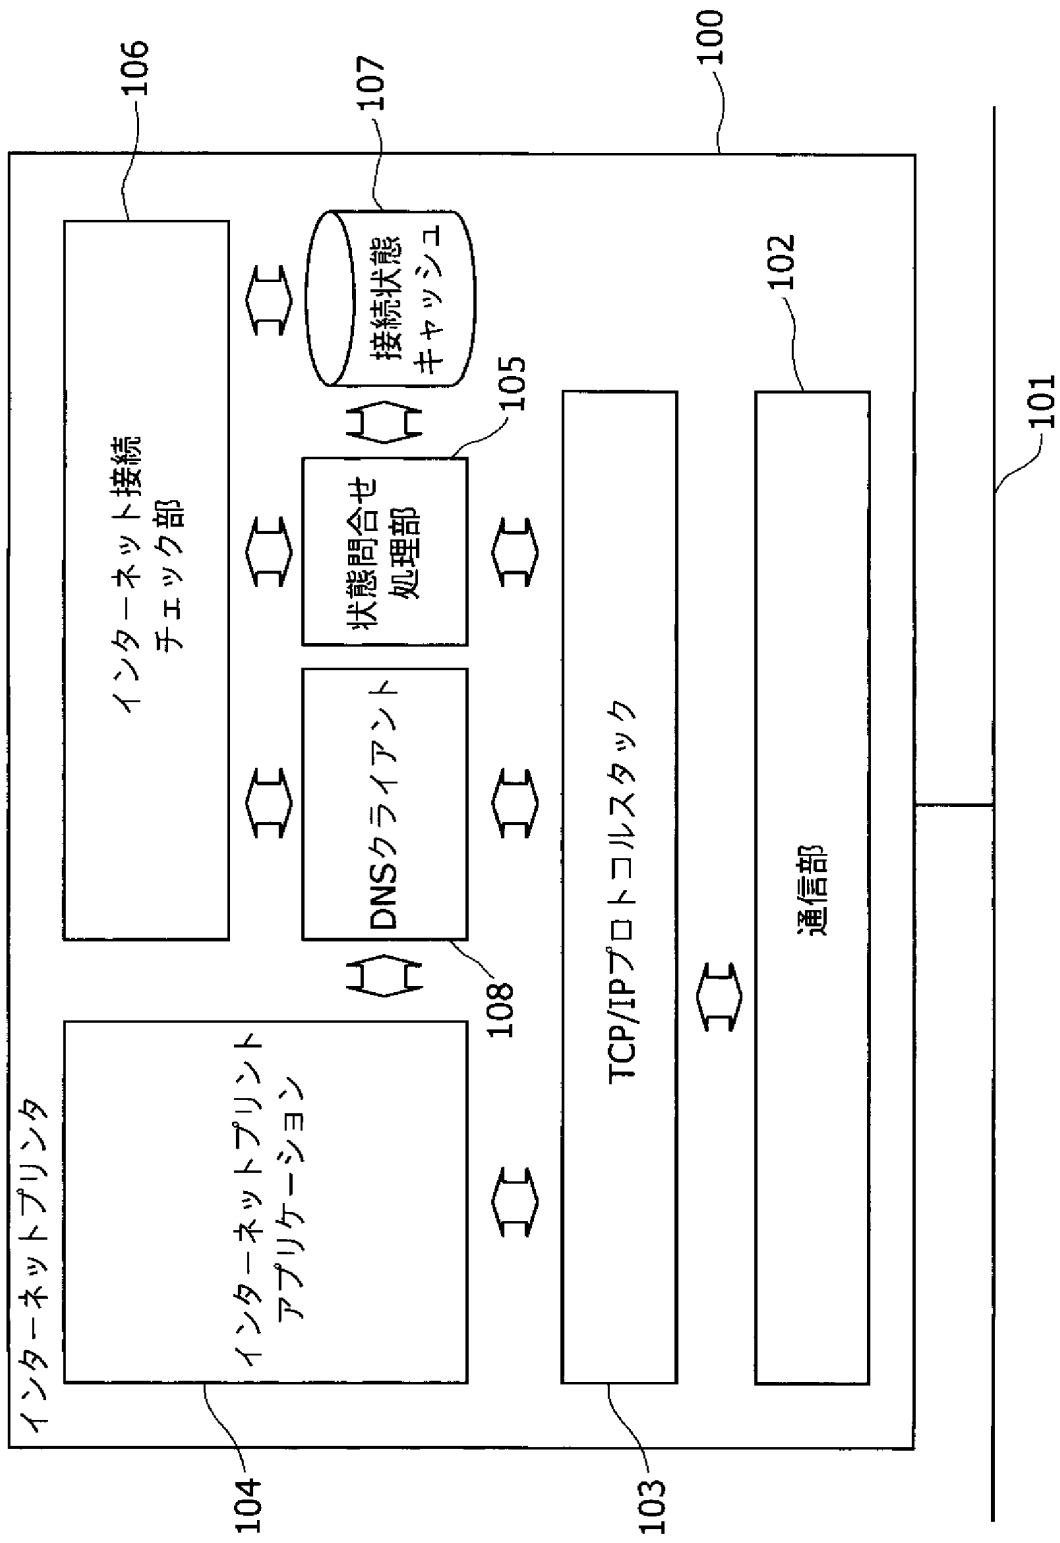 インターネットプリンタ
104
インターネットプリント
アプリケーション
インターネット接続
チェック部
106
108
DNSクライアント
状態問合せ
処理部
105
接続状態
キャッシュ
107
103
TCP/IPプロトコルスタック
通信部
102
100
101